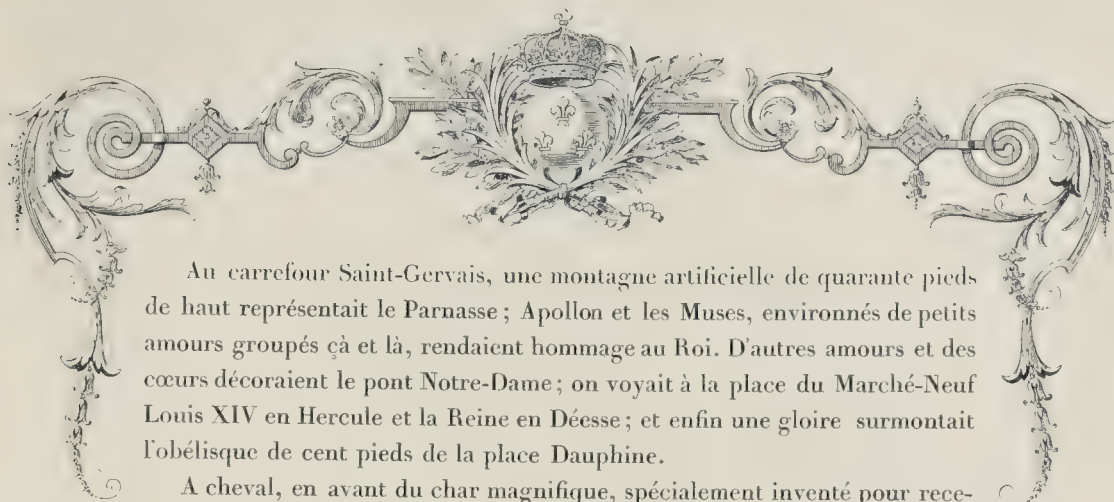 Au carrefour Saint-Gervais, une montagne artificielle de quarante pieds
de haut représentait le Parnasse ; Apollon et les Muses, environnés de petits
amours groupés çà et là, rendaient hommage au Roi. D'autres amours et des
cœurs décoraient le pont Notre-Dame ; on voyait à la place du Marché-Neuf
Louis XIV en Hercule et la Reine en Déesse ; et enfin une gloire surmontait
l'obélisque de cent pieds de la place Dauphine.
A cheval, en avant du char magnifique, spécialement inventé pour rece-